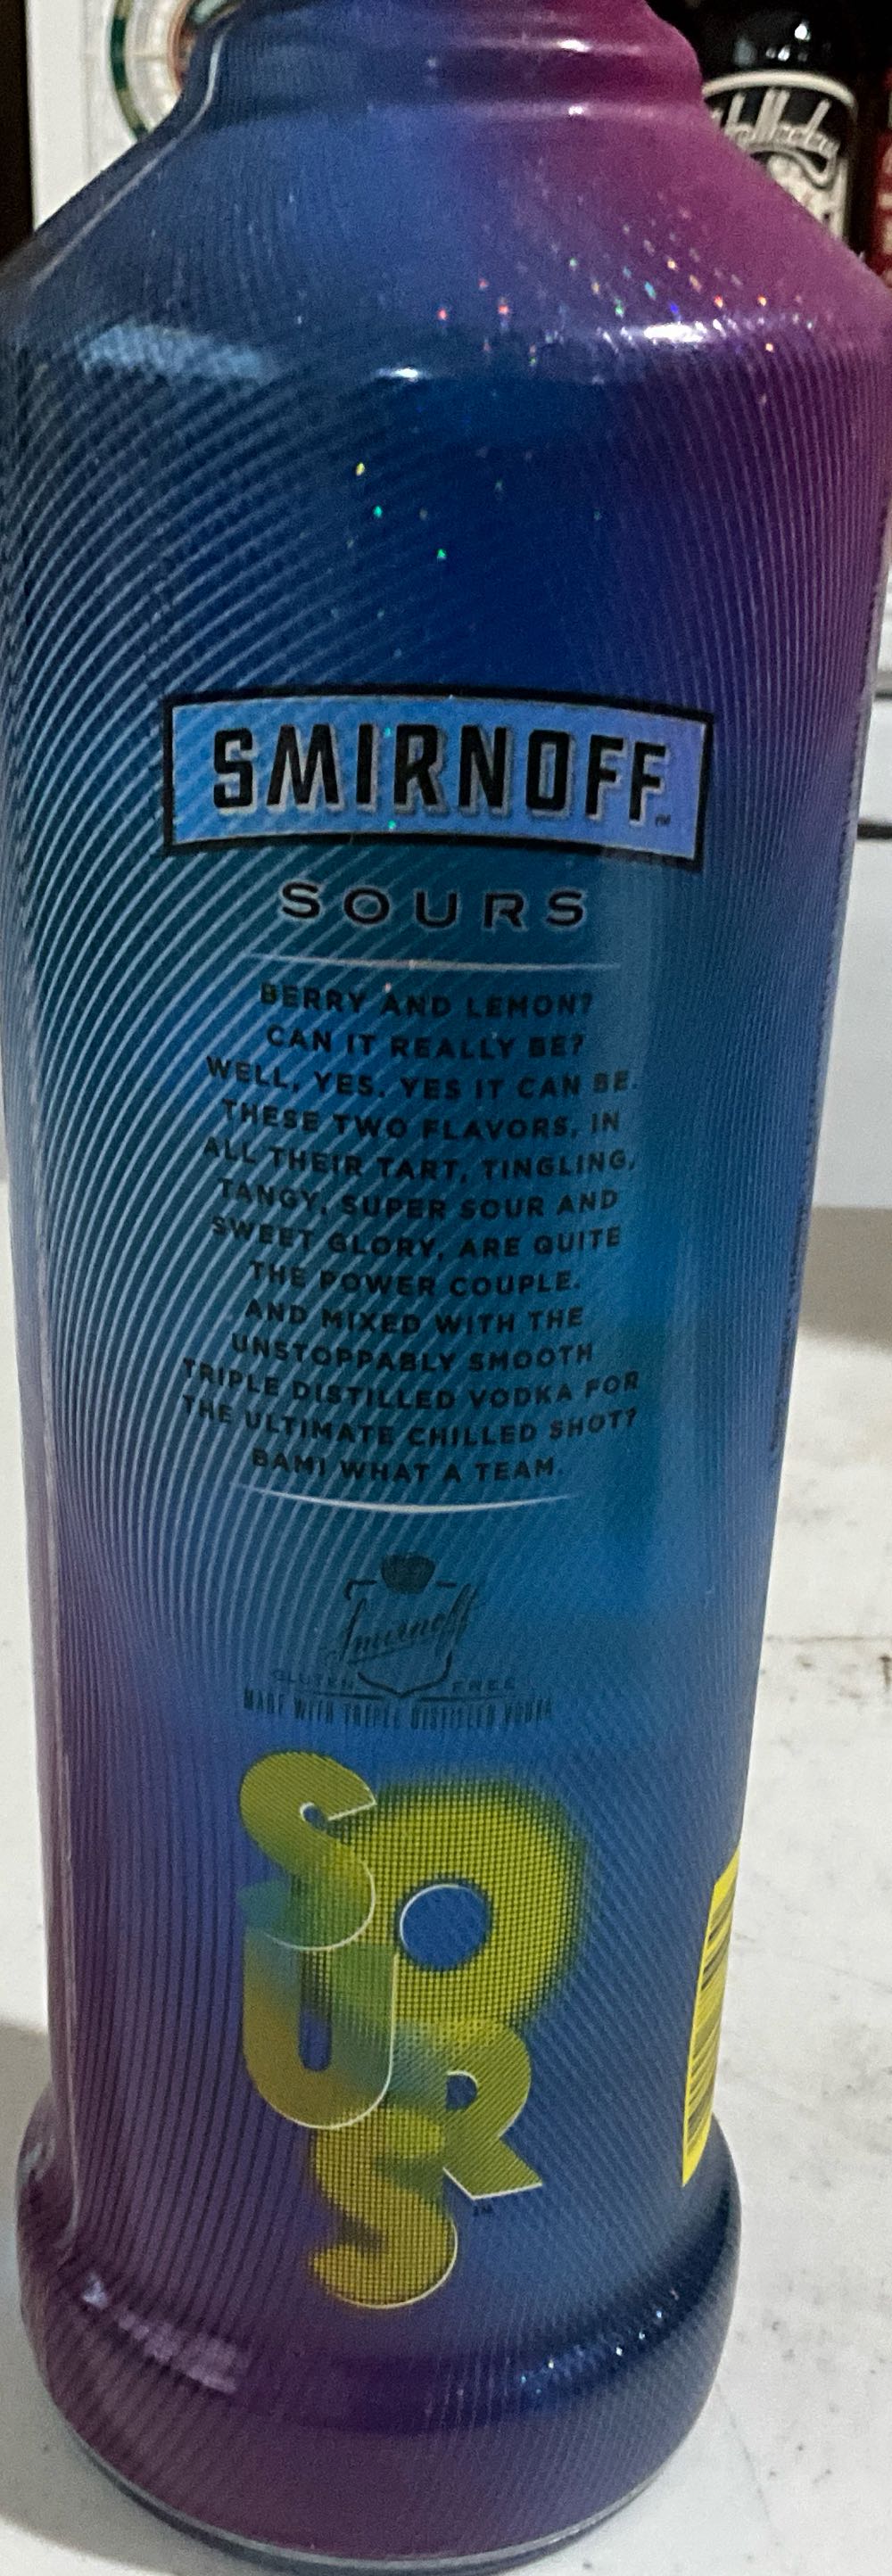 SMIRNOFF™
SOURS
BERRY AND LEMON?
CAN IT REALLY BE?
WELL, YES. YES IT CAN BE.
THESE TWO FLAVORS, IN
ALL THEIR TART, TINGLING,
TANGY, SUPER SOUR AND
SWEET GLORY, ARE QUITE
THE POWER COUPLE.
AND MIXED WITH THE
UNSTOPPABLY SMOOTH
TRIPLE DISTILLED VODKA FOR
THE ULTIMATE CHILLED SHOT?
BAM! WHAT A TEAM.
Smirnoff
GLUTEN FREE
MADE WITH TRIPLE DISTILLED VODKA
SOURS™